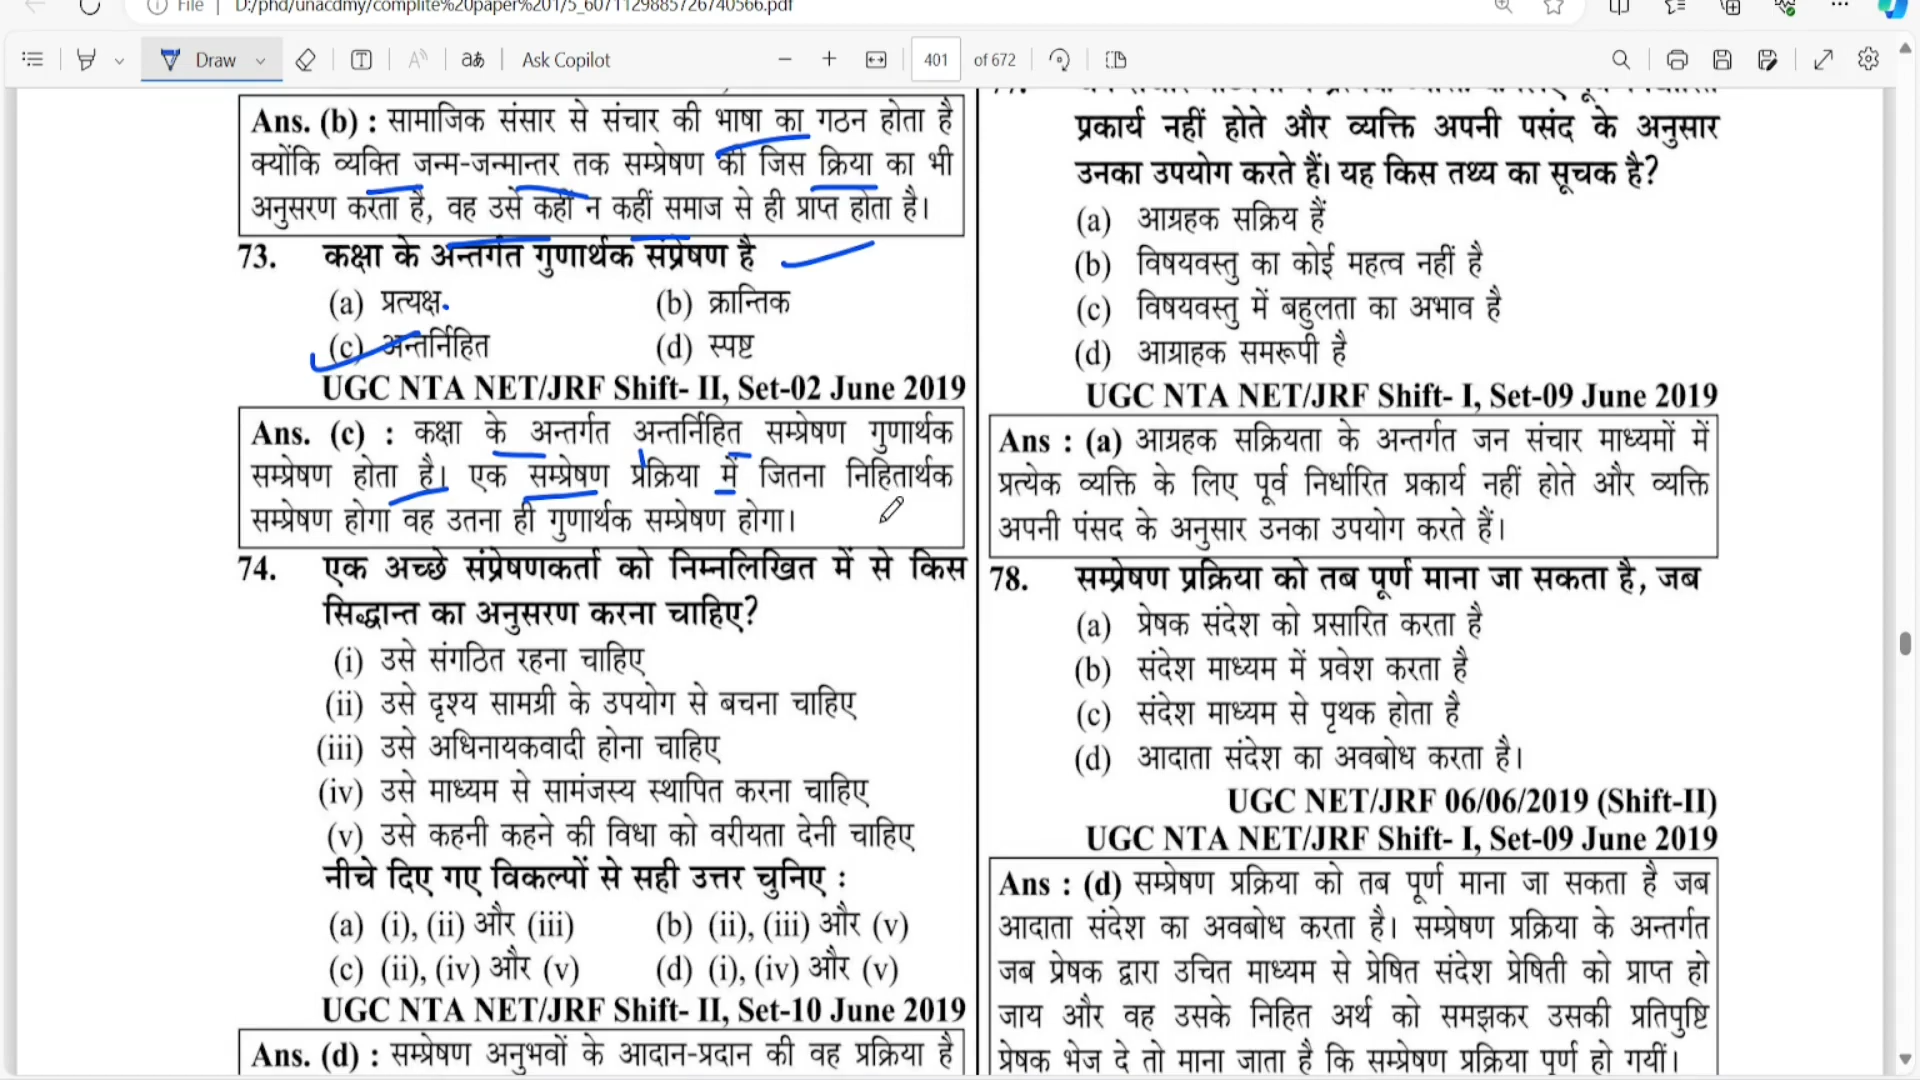 File
D:/phd/unacdmy/complite%20paper%201/5_6071129885726740566.pdf
Draw
aあ
Ask Copilot
401 of 672
Ans. (b) : सामाजिक संसार से संचार की भाषा का गठन होता है
क्योंकि व्यक्ति जन्म-जन्मान्तर तक सम्प्रेषण की जिस क्रिया का भी
अनुसरण करता है, वह उसे कहीं न कहीं समाज से ही प्राप्त होता है।
73. कक्षा के अन्तर्गत गुणार्थक संप्रेषण है
(a) प्रत्यक्ष (b) क्रान्तिक
(c) अन्तर्निहित (d) स्पष्ट
UGC NTA NET/JRF Shift- II, Set-02 June 2019
Ans. (c) : कक्षा के अन्तर्गत अन्तर्निहित सम्प्रेषण गुणार्थक
सम्प्रेषण होता है। एक सम्प्रेषण प्रक्रिया में जितना निहितार्थक
सम्प्रेषण होगा वह उतना ही गुणार्थक सम्प्रेषण होगा।
74. एक अच्छे संप्रेषणकर्ता को निम्नलिखित में से किस
सिद्धान्त का अनुसरण करना चाहिए?
(i) उसे संगठित रहना चाहिए
(ii) उसे दृश्य सामग्री के उपयोग से बचना चाहिए
(iii) उसे अधिनायकवादी होना चाहिए
(iv) उसे माध्यम से सामंजस्य स्थापित करना चाहिए
(v) उसे कहनी कहने की विधा को वरीयता देनी चाहिए
नीचे दिए गए विकल्पों से सही उत्तर चुनिए :
(a) (i), (ii) और (iii) (b) (ii), (iii) और (v)
(c) (ii), (iv) और (v) (d) (i), (iv) और (v)
UGC NTA NET/JRF Shift- II, Set-10 June 2019
Ans. (d) : सम्प्रेषण अनुभवों के आदान-प्रदान की वह प्रक्रिया है
प्रकार्य नहीं होते और व्यक्ति अपनी पसंद के अनुसार
उनका उपयोग करते हैं। यह किस तथ्य का सूचक है?
(a) आग्रहक सक्रिय हैं
(b) विषयवस्तु का कोई महत्व नहीं है
(c) विषयवस्तु में बहुलता का अभाव है
(d) आग्राहक समरूपी है
UGC NTA NET/JRF Shift- I, Set-09 June 2019
Ans : (a) आग्रहक सक्रियता के अन्तर्गत जन संचार माध्यमों में
प्रत्येक व्यक्ति के लिए पूर्व निर्धारित प्रकार्य नहीं होते और व्यक्ति
अपनी पंसद के अनुसार उनका उपयोग करते हैं।
78. सम्प्रेषण प्रक्रिया को तब पूर्ण माना जा सकता है, जब
(a) प्रेषक संदेश को प्रसारित करता है
(b) संदेश माध्यम में प्रवेश करता है
(c) संदेश माध्यम से पृथक होता है
(d) आदाता संदेश का अवबोध करता है।
UGC NET/JRF 06/06/2019 (Shift-II)
UGC NTA NET/JRF Shift- I, Set-09 June 2019
Ans : (d) सम्प्रेषण प्रक्रिया को तब पूर्ण माना जा सकता है जब
आदाता संदेश का अवबोध करता है। सम्प्रेषण प्रक्रिया के अन्तर्गत
जब प्रेषक द्वारा उचित माध्यम से प्रेषित संदेश प्रेषिती को प्राप्त हो
जाय और वह उसके निहित अर्थ को समझकर उसकी प्रतिपुष्टि
प्रेषक भेज दे तो माना जाता है कि सम्प्रेषण प्रक्रिया पूर्ण हो गयीं।